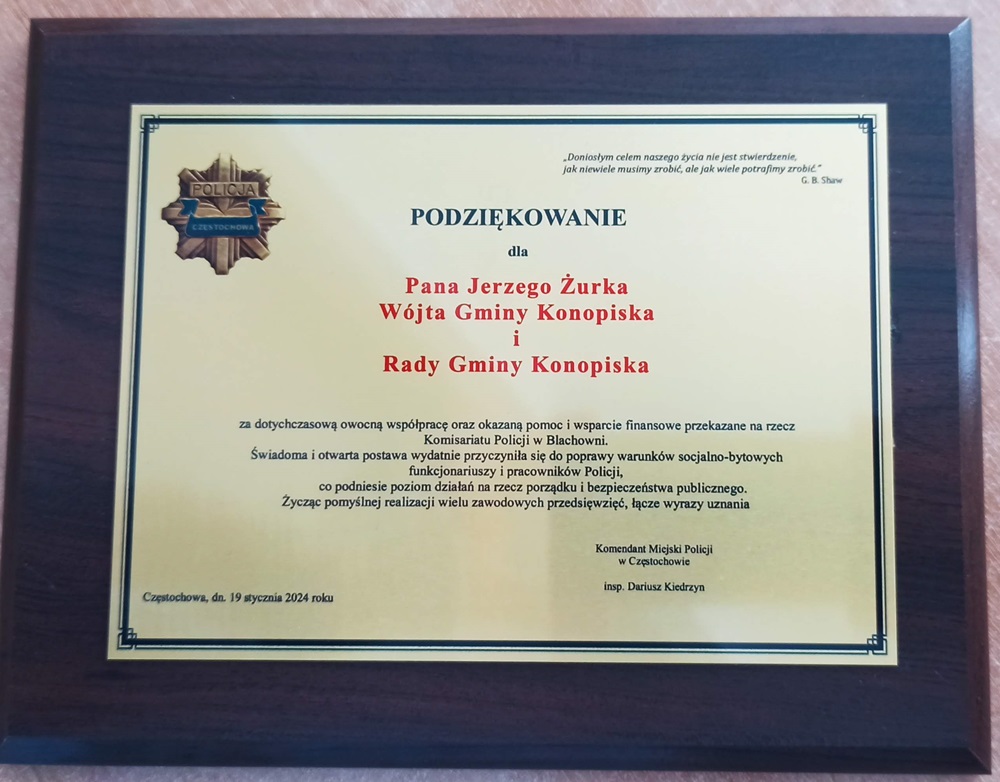 POLICJA
CZĘSTOCHOWA
„Doniosłym celem naszego życia nie jest stwierdzenie,
jak niewiele musimy zrobić, ale jak wiele potrafimy zrobić.”
G. B. Shaw
PODZIĘKOWANIE
dla
Pana Jerzego Żurka
Wójta Gminy Konopiska
i
Rady Gminy Konopiska
za dotychczasową owocną współpracę oraz okazaną pomoc i wsparcie finansowe przekazane na rzecz
Komisariatu Policji w Blachowni.
Świadoma i otwarta postawa wydatnie przyczyniła się do poprawy warunków socjalno-bytowych
funkcjonariuszy i pracowników Policji,
co podniesie poziom działań na rzecz porządku i bezpieczeństwa publicznego.
Życząc pomyślnej realizacji wielu zawodowych przedsięwzięć, łącze wyrazy uznania
Komendant Miejski Policji
w Częstochowie
insp. Dariusz Kiedrzyn
Częstochowa, dn. 19 stycznia 2024 roku